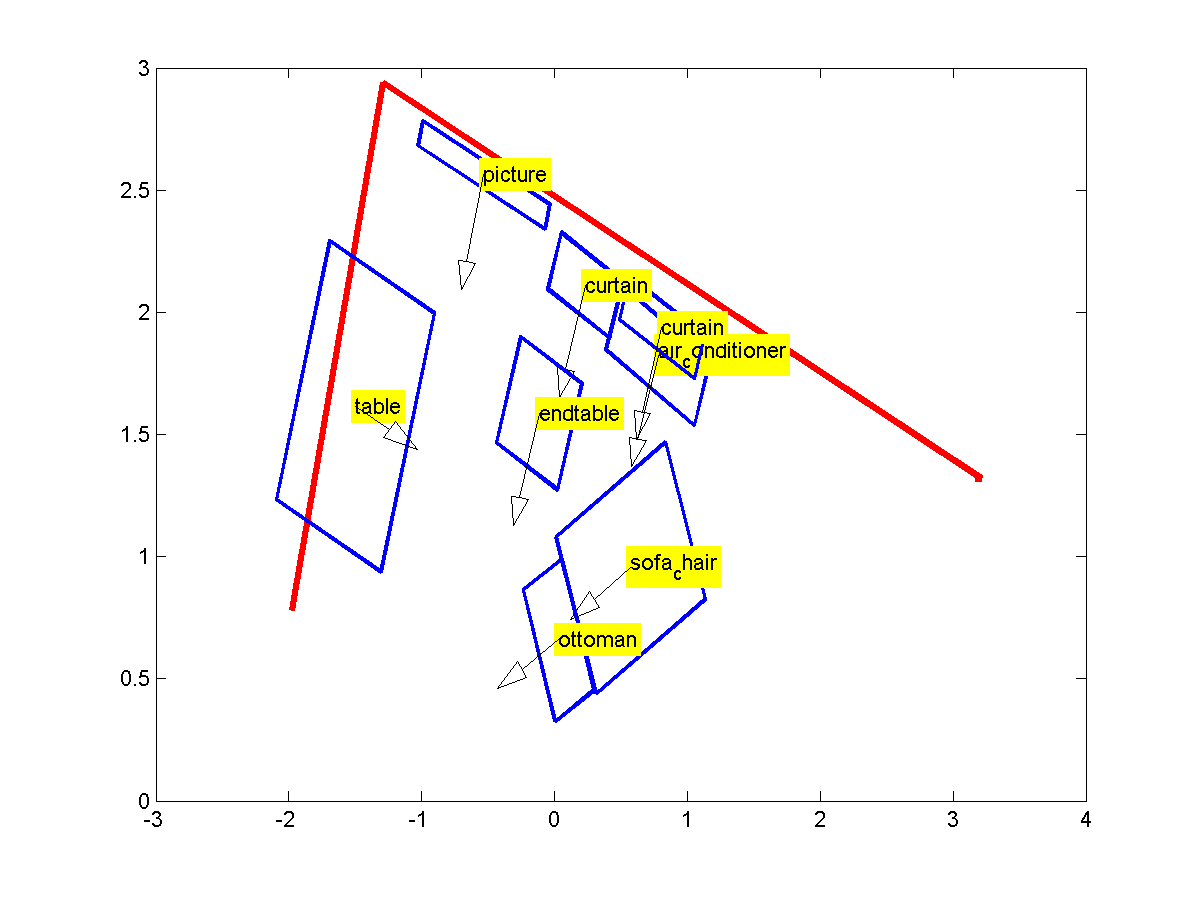 3
2.5
2
1.5
1
0.5
0
-3
-2
-1
0
1
2
3
4
picture
curtain
curtain
air_conditioner
table
endtable
sofa_chair
ottoman